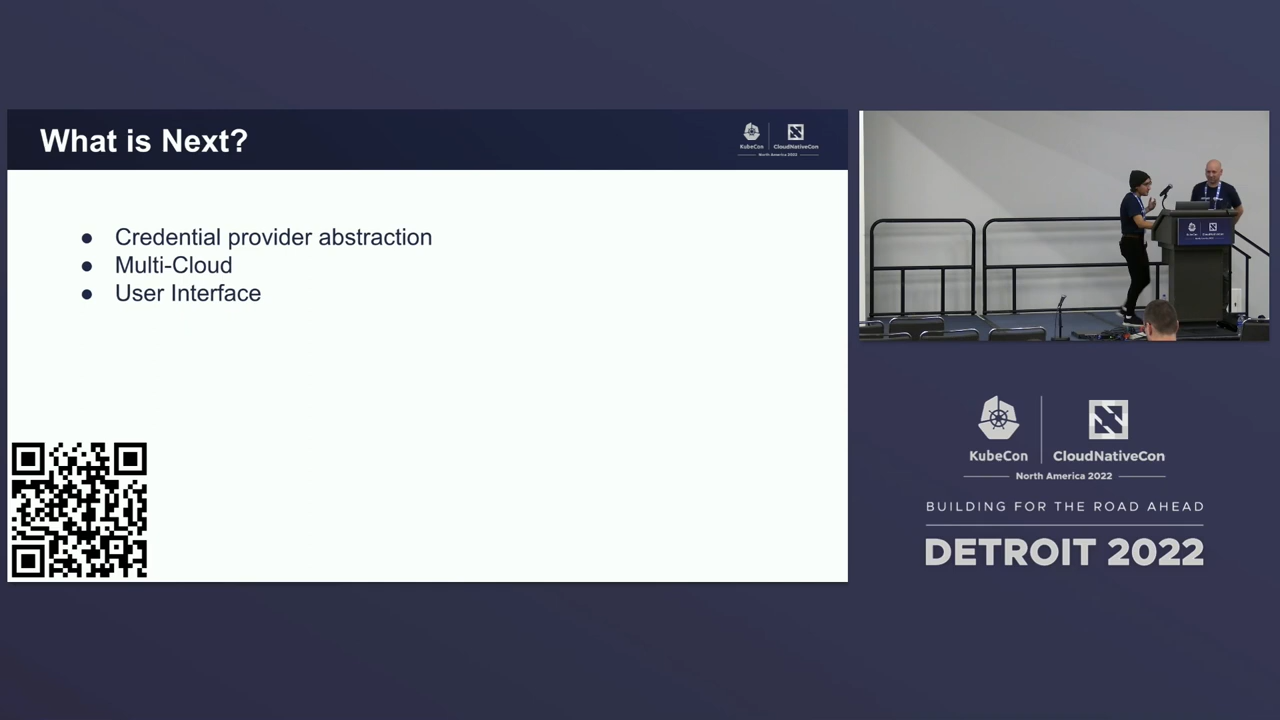 What is Next?
KubeCon
CloudNativeCon
North America 2022
Credential provider abstraction
Multi-Cloud
User Interface
KubeCon
CloudNativeCon
North America 2022
BUILDING FOR THE ROAD AHEAD
DETROIT 2022